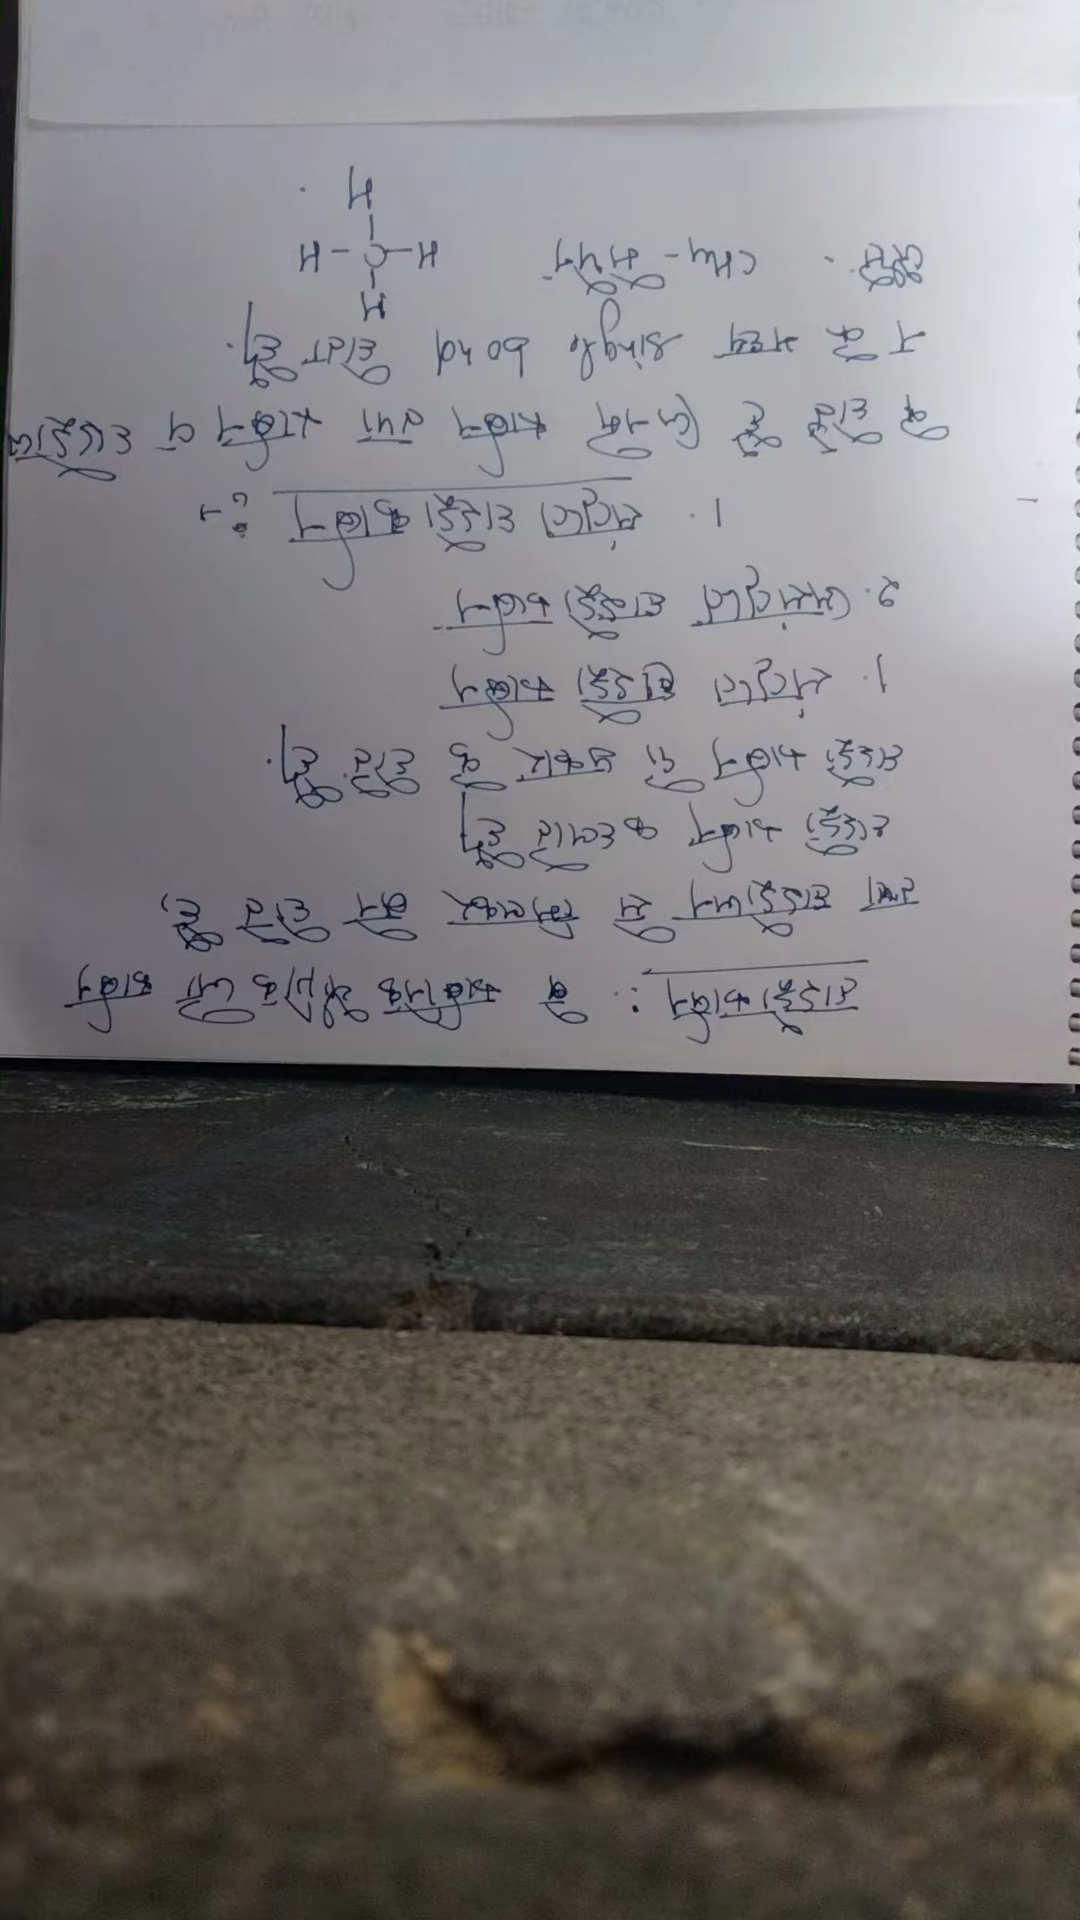 हाइड्रो कार्बन :- वे कार्बनिक यौगिक जो कार्बन
तथा हाइड्रोजन से मिलकर बने होते है,
हाइड्रो कार्बन कहलाते है।
हाइड्रो कार्बन दो प्रकार के होते है।
1. संतृप्त हाइड्रो कार्बन
2. असंतृप्त हाइड्रो कार्बन
1. संतृप्त हाइड्रो कार्बन :-
वे होते है जिनमें कार्बन तथा कार्बन व हाइड्रोज
न के मध्य single bond होता है।
जैसे - CH4 - मेथेन
H
H - C - H
H